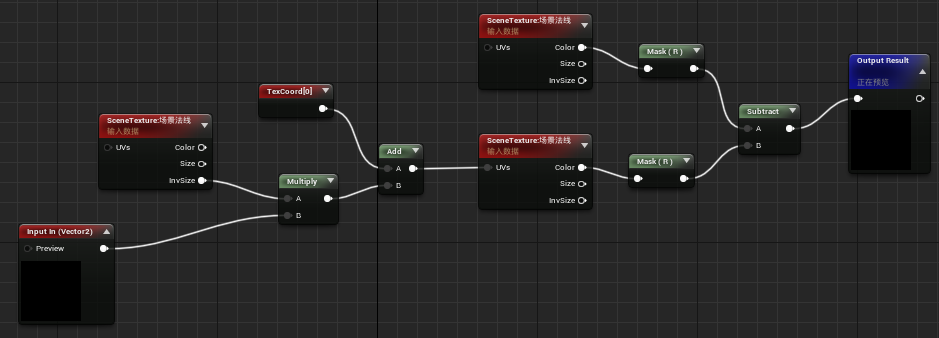 SceneTexture:场景法线
输入数据
UVs
Color
Size
InvSize
Mask ( R )
Output Result
正在预览
TexCoord[0]
Subtract
A
B
SceneTexture:场景法线
输入数据
UVs
Color
Size
InvSize
Add
A
B
SceneTexture:场景法线
输入数据
UVs
Color
Size
InvSize
Mask ( R )
Multiply
A
B
Input In (Vector2)
Preview